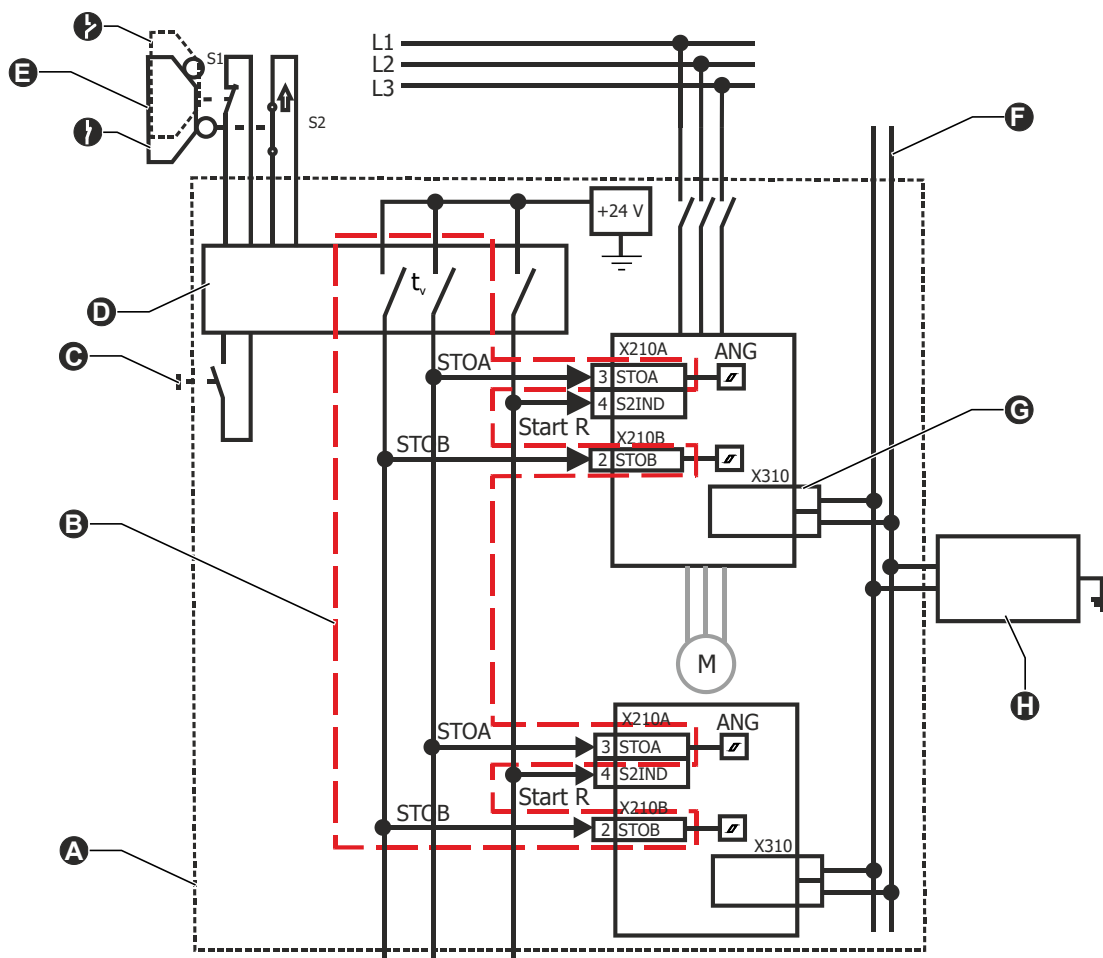 L1
L2
L3
S1
S2
E
F
+24 V
tv
D
C
X210A
ANG
STOA
3 STOA
4 S2IND
Start R
X210B
STOB
2 STOB
X310
G
B
H
M
X210A
ANG
STOA
3 STOA
4 S2IND
Start R
X210B
STOB
2 STOB
X310
A